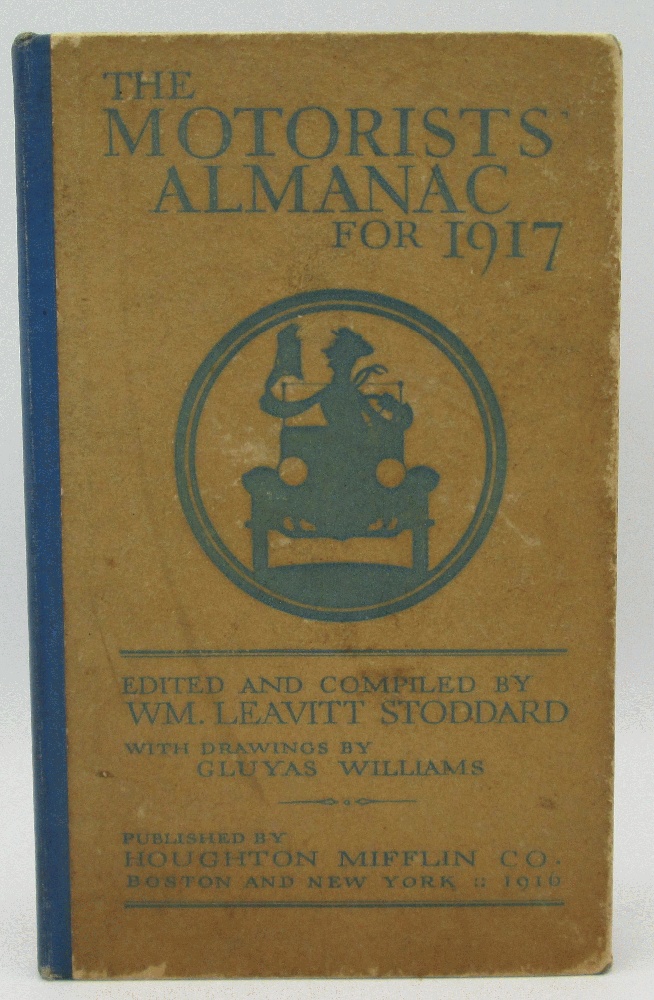 THE
MOTORISTS'
ALMANAC
FOR 1917
EDITED AND COMPILED BY
WM. LEAVITT STODDARD
WITH DRAWINGS BY
GLUYAS WILLIAMS
PUBLISHED BY
HOUGHTON MIFFLIN CO.
BOSTON AND NEW YORK :: 1916